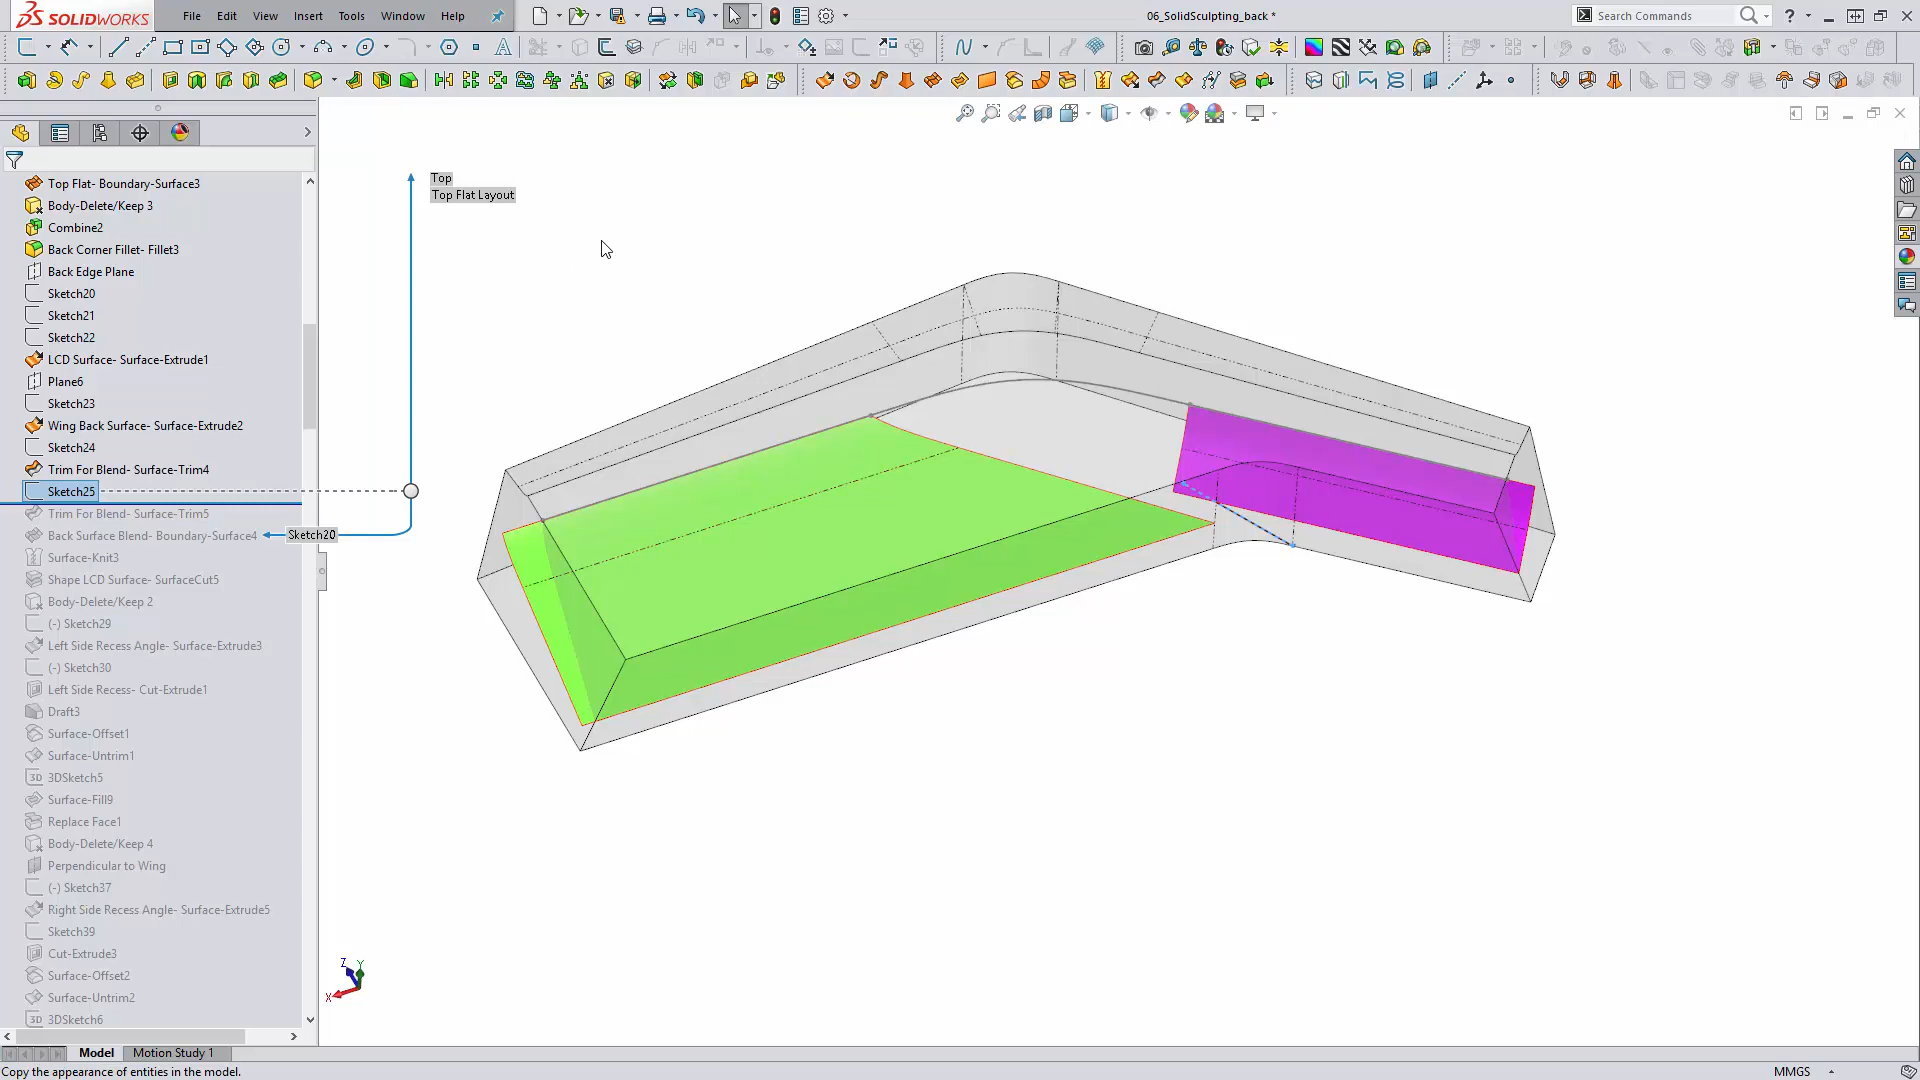 SOLIDWORKS
File Edit View Insert Tools Window Help
06_SolidSculpting_back *
Search Commands
Top Flat- Boundary-Surface3
Body-Delete/Keep 3
Combine2
Back Corner Fillet- Fillet3
Back Edge Plane
Sketch20
Sketch21
Sketch22
LCD Surface- Surface-Extrude1
Plane6
Sketch23
Wing Back Surface- Surface-Extrude2
Sketch24
Trim For Blend- Surface-Trim4
Sketch25
Trim For Blend- Surface-Trim5
Back Surface Blend- Boundary-Surface4
Surface-Knit3
Shape LCD Surface- SurfaceCut5
Body-Delete/Keep 2
(-) Sketch29
Left Side Recess Angle- Surface-Extrude3
(-) Sketch30
Left Side Recess- Cut-Extrude1
Draft3
Surface-Offset1
Surface-Untrim1
3D 3DSketch5
Surface-Fill9
Replace Face1
Body-Delete/Keep 4
Perpendicular to Wing
(-) Sketch37
Right Side Recess Angle- Surface-Extrude5
Sketch39
Cut-Extrude3
Surface-Offset2
Surface-Untrim2
3D 3DSketch6
Top
Top Flat Layout
Sketch20
Z Y
X
Model Motion Study 1
Copy the appearance of entities in the model.
MMGS